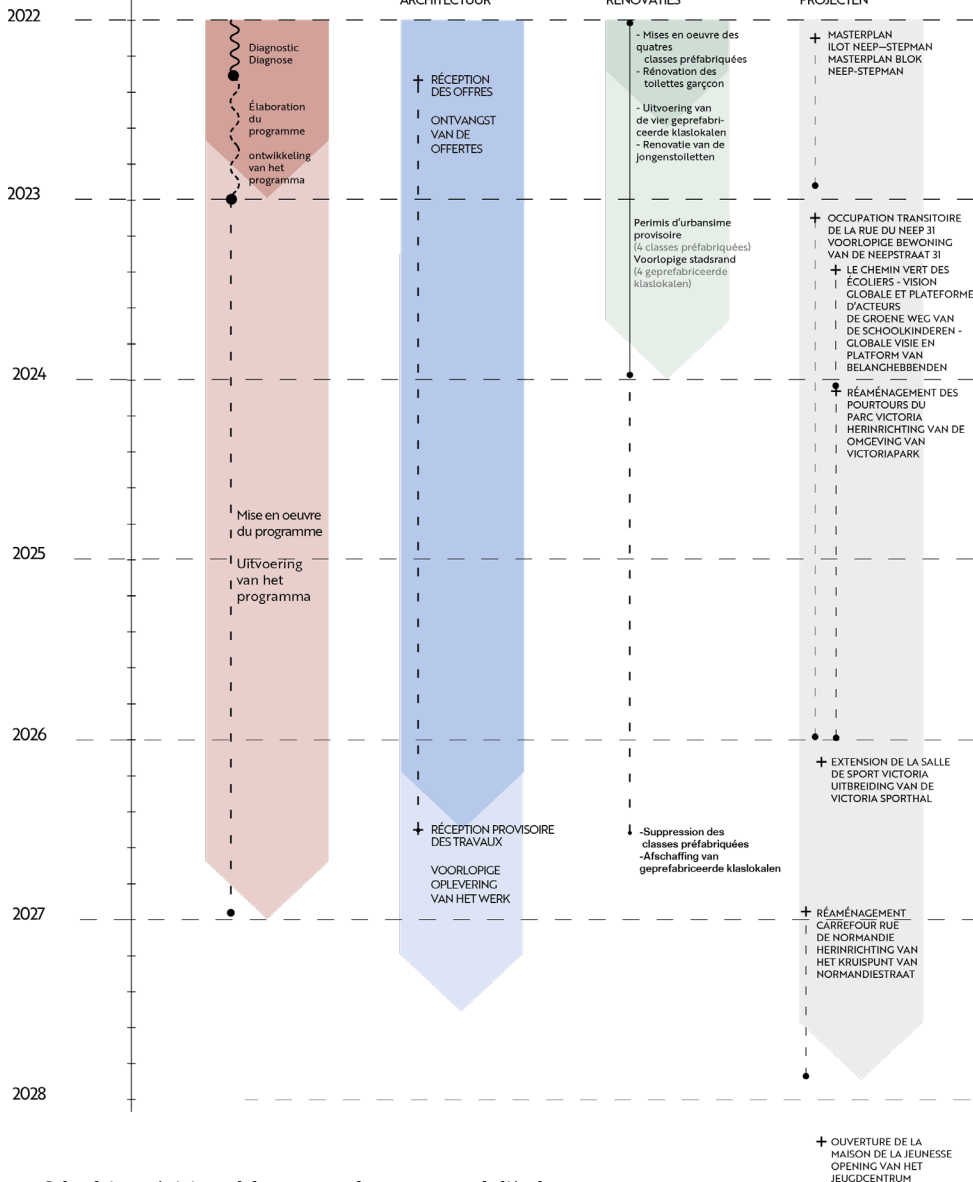 ARCHITECTUUR
RENOVATIES
PROJECTEN
2022
2023
2024
2025
2026
2027
2028
Diagnostic
Diagnose
Élaboration
du
programme
ontwikkeling
van het
programma
Mise en oeuvre
du programme
Uitvoering
van het
programma
RÉCEPTION
DES OFFRES
ONTVANGST
VAN DE
OFFERTES
RÉCEPTION PROVISOIRE
DES TRAVAUX
VOORLOPIGE
OPLEVERING
VAN HET WERK
- Mises en oeuvre des
quatres
classes préfabriquées
- Rénovation des
toilettes garçcon
- Uitvoering van
de vier geprefabri-
ceerde klaslokalen
- Renovatie van de
jongenstoiletten
Perimis d'urbansime
provisoire
(4 classes préfabriquées)
Voorlopige stadsrand
(4 geprefabriceerde
klaslokalen)
-Suppression des
classes préfabriquées
-Afschaffing van
geprefabriceerde klaslokalen
MASTERPLAN
ILOT NEEP—STEPMAN
MASTERPLAN BLOK
NEEP-STEPMAN
OCCUPATION TRANSITOIRE
DE LA RUE DU NEEP 31
VOORLOPIGE BEWONING
VAN DE NEEPSTRAAT 31
LE CHEMIN VERT DES
ÉCOLIERS - VISION
GLOBALE ET PLATEFORME
D'ACTEURS
DE GROENE WEG VAN
DE SCHOOLKINDEREN -
GLOBALE VISIE EN
PLATFORM VAN
BELANGHEBBENDEN
RÉAMÉNAGEMENT DES
POURTOURS DU
PARC VICTORIA
HERINRICHTING VAN DE
OMGEVING VAN
VICTORIAPARK
EXTENSION DE LA SALLE
DE SPORT VICTORIA
UITBREIDING VAN DE
VICTORIA SPORTHAL
RÉAMÉNAGEMENT
CARREFOUR RUE
DE NORMANDIE
HERINRICHTING VAN
HET KRUISPUNT VAN
NORMANDIESTRAAT
OUVERTURE DE LA
MAISON DE LA JEUNESSE
OPENING VAN HET
JEUGDCENTRUM